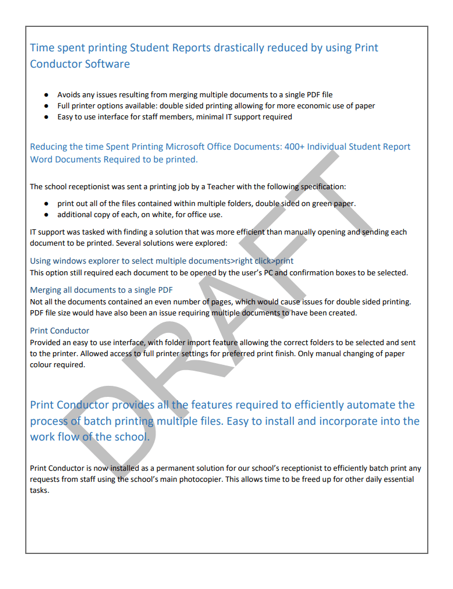 Time spent printing Student Reports drastically reduced by using Print
Conductor Software
● Avoids any issues resulting from merging multiple documents to a single PDF file
● Full printer options available: double sided printing allowing for more economic use of paper
● Easy to use interface for staff members, minimal IT support required
Reducing the time Spent Printing Microsoft Office Documents: 400+ Individual Student Report
Word Documents Required to be printed.
The school receptionist was sent a printing job by a Teacher with the following specification:
● print out all of the files contained within multiple folders, double sided on green paper.
● additional copy of each, on white, for office use.
IT support was tasked with finding a solution that was more efficient than manually opening and sending each
document to be printed. Several solutions were explored:
Using windows explorer to select multiple documents>right click>print
This option still required each document to be opened by the user's PC and confirmation boxes to be selected.
Merging all documents to a single PDF
Not all the documents contained an even number of pages, which would cause issues for double sided printing.
PDF file size would have also been an issue requiring multiple documents to have been created.
Print Conductor
Provided an easy to use interface, with folder import feature allowing the correct folders to be selected and sent
to the printer. Allowed access to full printer settings for preferred print finish. Only manual changing of paper
colour required.
Print Conductor provides all the features required to efficiently automate the
process of batch printing multiple files. Easy to install and incorporate into the
work flow of the school.
Print Conductor is now installed as a permanent solution for our school's receptionist to efficiently batch print any
requests from staff using the school's main photocopier. This allows time to be freed up for other daily essential
tasks.
DRAFT